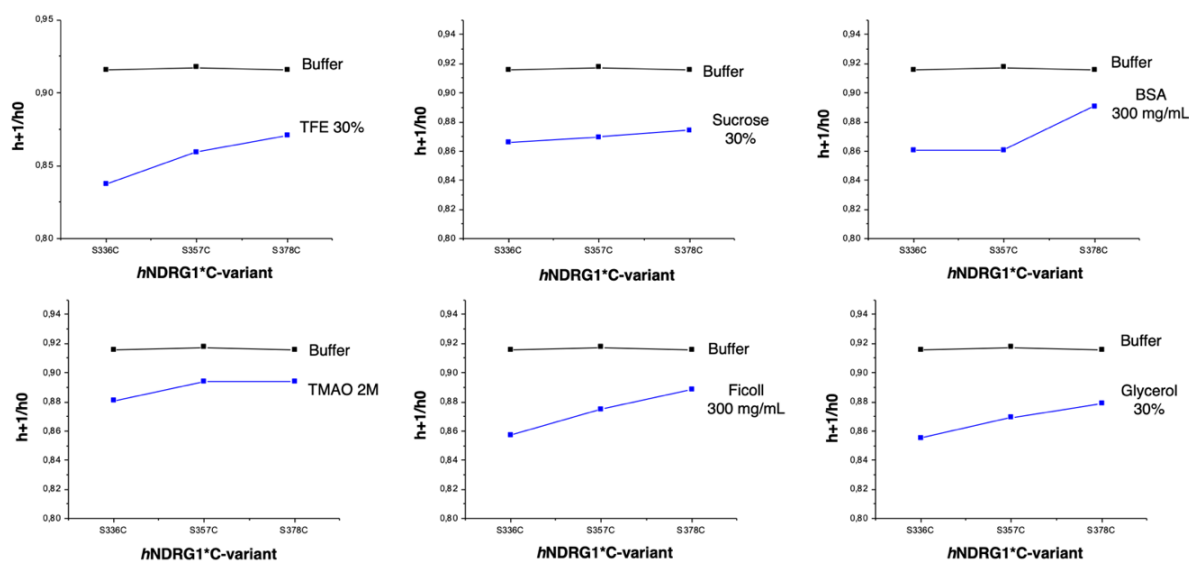 0,95
0,90
0,85
0,80
h+1/h0
Buffer
TFE 30%
S336C
S357C
S378C
hNDRG1*C-variant
0,94
0,92
0,90
0,88
0,86
0,84
0,82
0,80
h+1/h0
Buffer
Sucrose
30%
S336C
S357C
S378C
hNDRG1*C-variant
0,94
0,92
0,90
0,88
0,86
0,84
0,82
0,80
h+1/h0
Buffer
BSA
300 mg/mL
S336C
S357C
S378C
hNDRG1*C-variant
0,94
0,92
0,90
0,88
0,86
0,84
0,82
0,80
h+1/h0
Buffer
TMAO 2M
S336C
S357C
S378C
hNDRG1*C-variant
0,94
0,92
0,90
0,88
0,86
0,84
0,82
0,80
h+1/h0
Buffer
Ficoll
300 mg/mL
S336C
S357C
S378C
hNDRG1*C-variant
0,94
0,92
0,90
0,88
0,86
0,84
0,82
0,80
h+1/h0
Buffer
Glycerol
30%
S336C
S357C
S378C
hNDRG1*C-variant